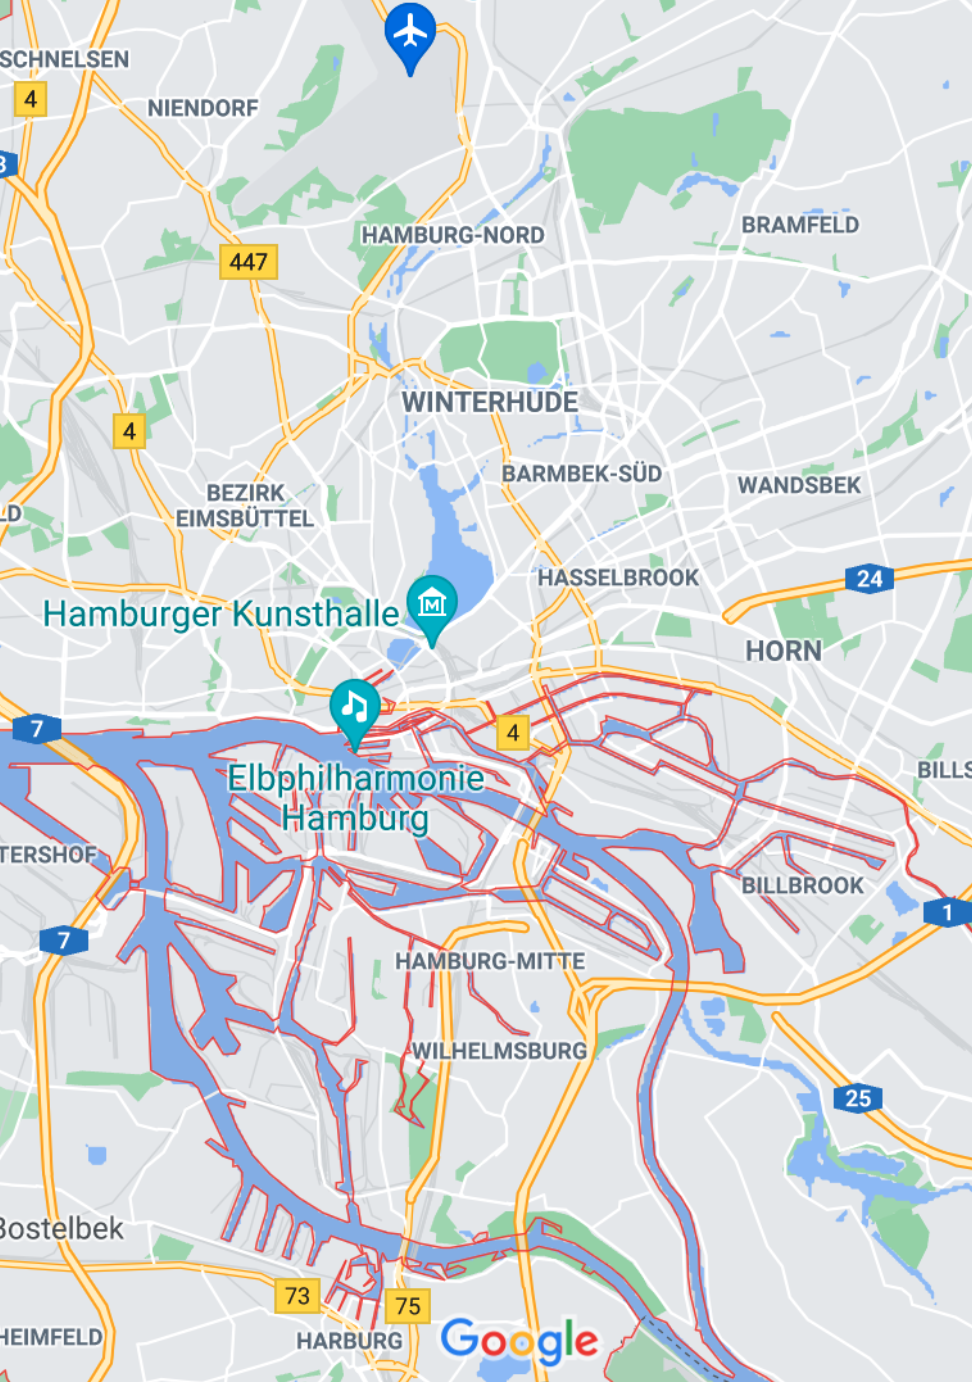 SCHNELSEN
4
NIENDORF
HAMBURG-NORD
BRAMFELD
447
WINTERHUDE
4
BARMBEK-SÜD
WANDSBEK
BEZIRK
EIMSBÜTTEL
HASSELBROOK
24
Hamburger Kunsthalle
HORN
7
4
Elbphilharmonie
Hamburg
BILLS
TERSHOF
BILLBROOK
1
7
HAMBURG-MITTE
WILHELMSBURG
25
Bostelbek
73
75
HEIMFELD
HARBURG
Google